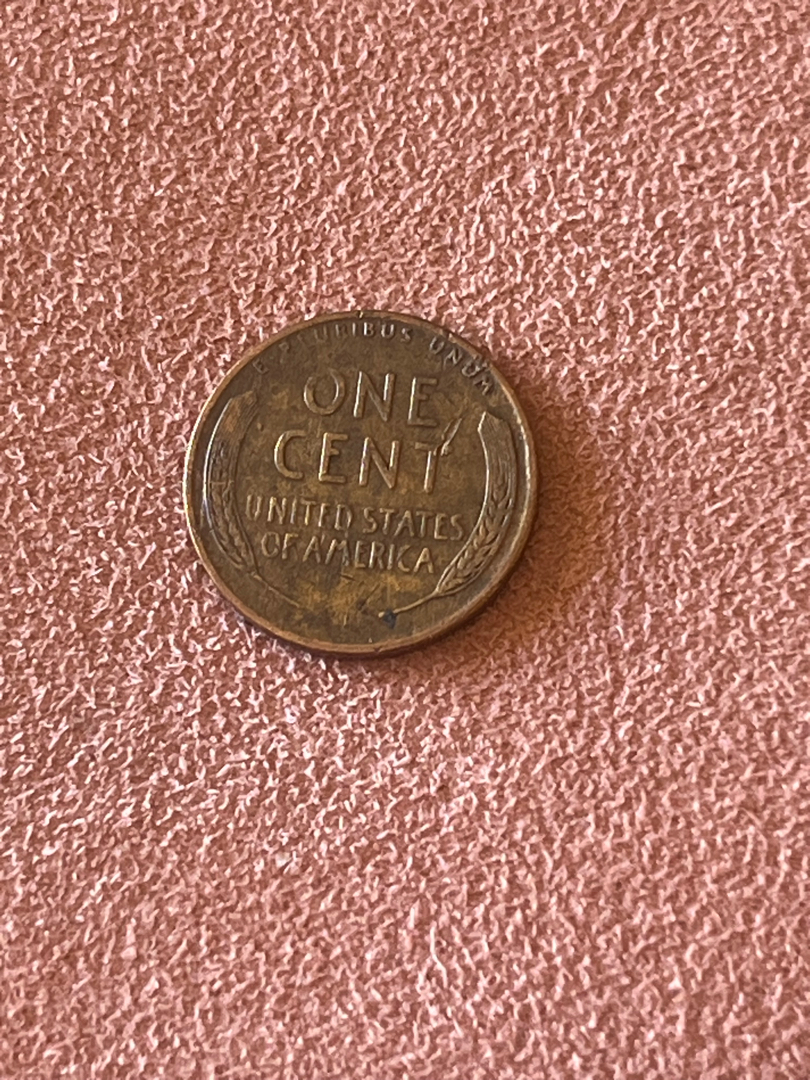 E PLURIBUS UNUM
ONE
CENT
UNITED STATES
OF AMERICA